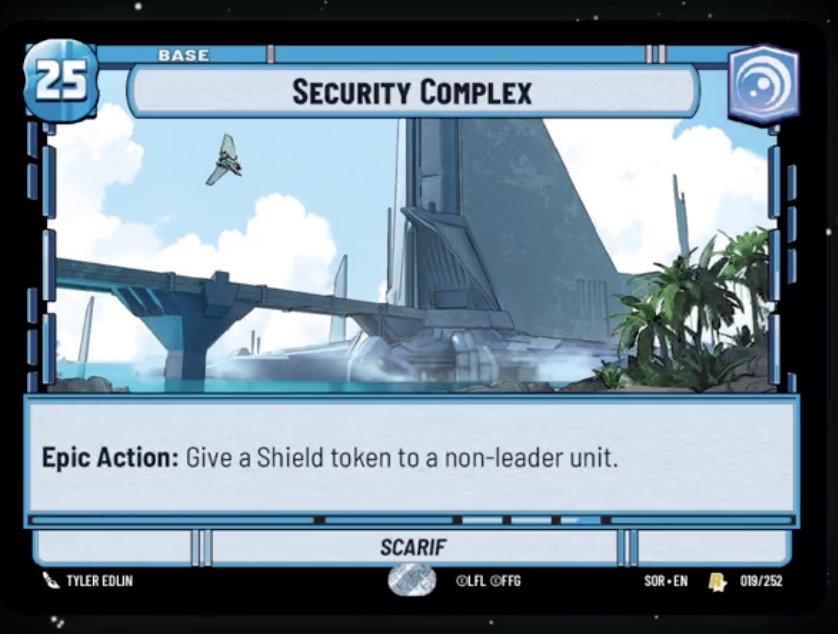 BASE
25
SECURITY COMPLEX
Epic Action: Give a Shield token to a non-leader unit.
SCARIF
TYLER EDLIN
©LFL ©FFG
SOR•EN
R
019/252